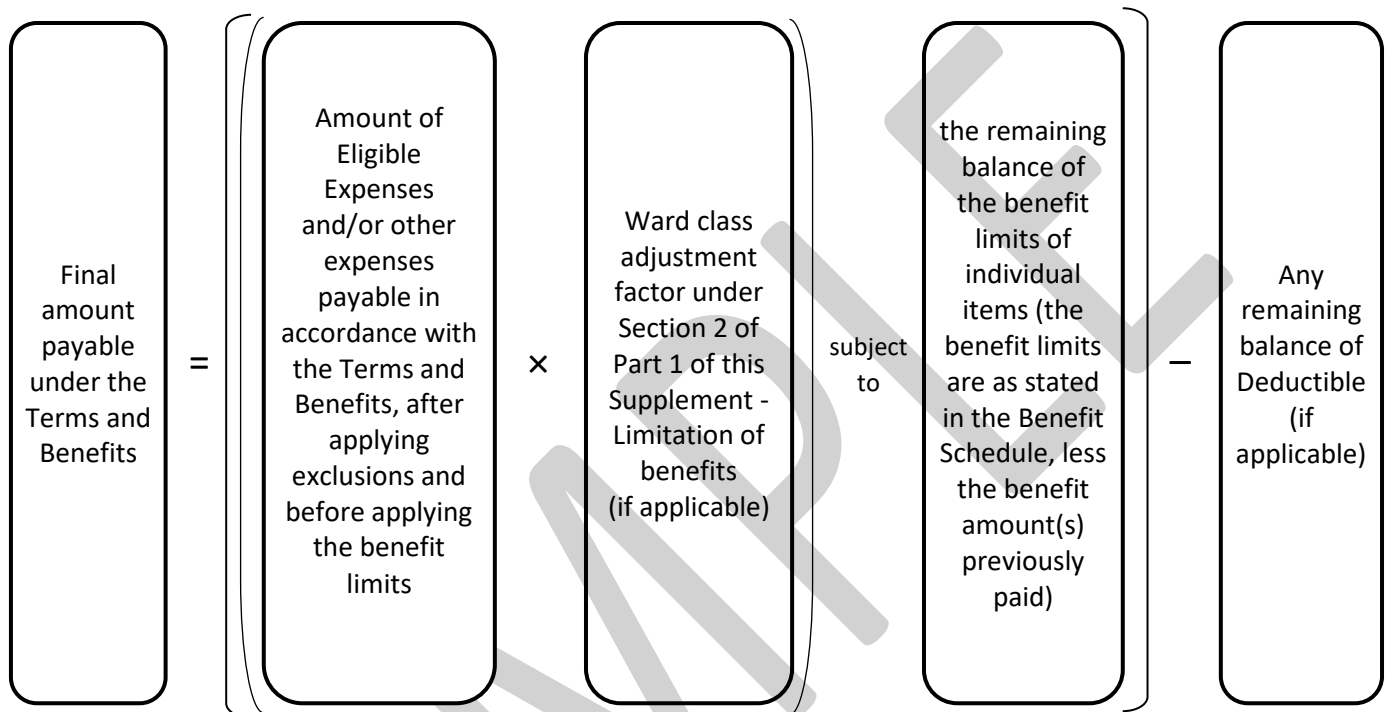 Final
amount
payable
under the
Terms and
Benefits
=
Amount of
Eligible
Expenses
and/or other
expenses
payable in
accordance with
the Terms and
Benefits, after
applying
exclusions and
before applying
the benefit
limits
×
Ward class
adjustment
factor under
Section 2 of
Part 1 of this
Supplement -
Limitation of
benefits
(if applicable)
subject
to
the remaining
balance of
the benefit
limits of
individual
items (the
benefit limits
are as stated
in the Benefit
Schedule, less
the benefit
amount(s)
previously
paid)
–
Any
remaining
balance of
Deductible
(if
applicable)
MPLE